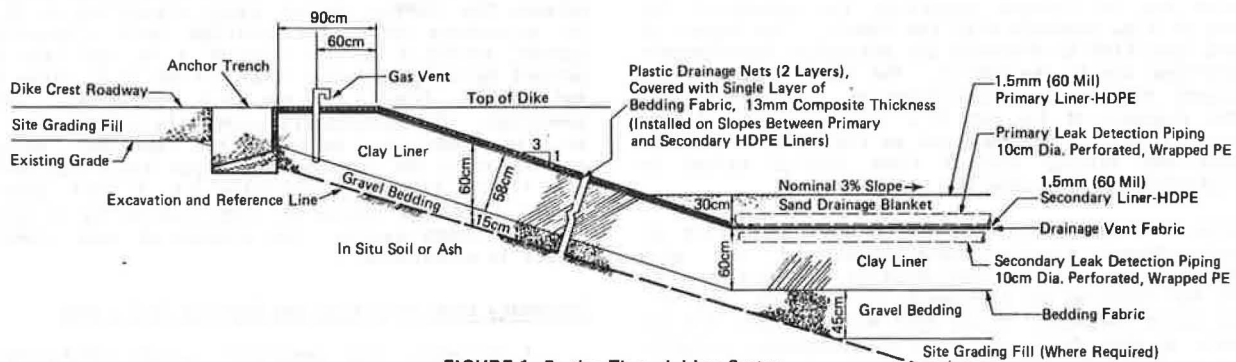 90cm
60cm
Anchor Trench
Gas Vent
Dike Crest Roadway
Top of Dike
Site Grading Fill
Existing Grade
Clay Liner
3
1
60cm
58cm
Gravel Bedding
15cm
Excavation and Reference Line
In Situ Soil or Ash
Plastic Drainage Nets (2 Layers),
Covered with Single Layer of
Bedding Fabric, 13mm Composite Thickness
(Installed on Slopes Between Primary
and Secondary HDPE Liners)
1.5mm (60 Mil)
Primary Liner-HDPE
Primary Leak Detection Piping
10cm Dia. Perforated, Wrapped PE
Nominal 3% Slope
30cm
Sand Drainage Blanket
1.5mm (60 Mil)
Secondary Liner-HDPE
Drainage Vent Fabric
60cm
Clay Liner
Secondary Leak Detection Piping
10cm Dia. Perforated, Wrapped PE
45cm
Gravel Bedding
Bedding Fabric
Site Grading Fill (Where Required)